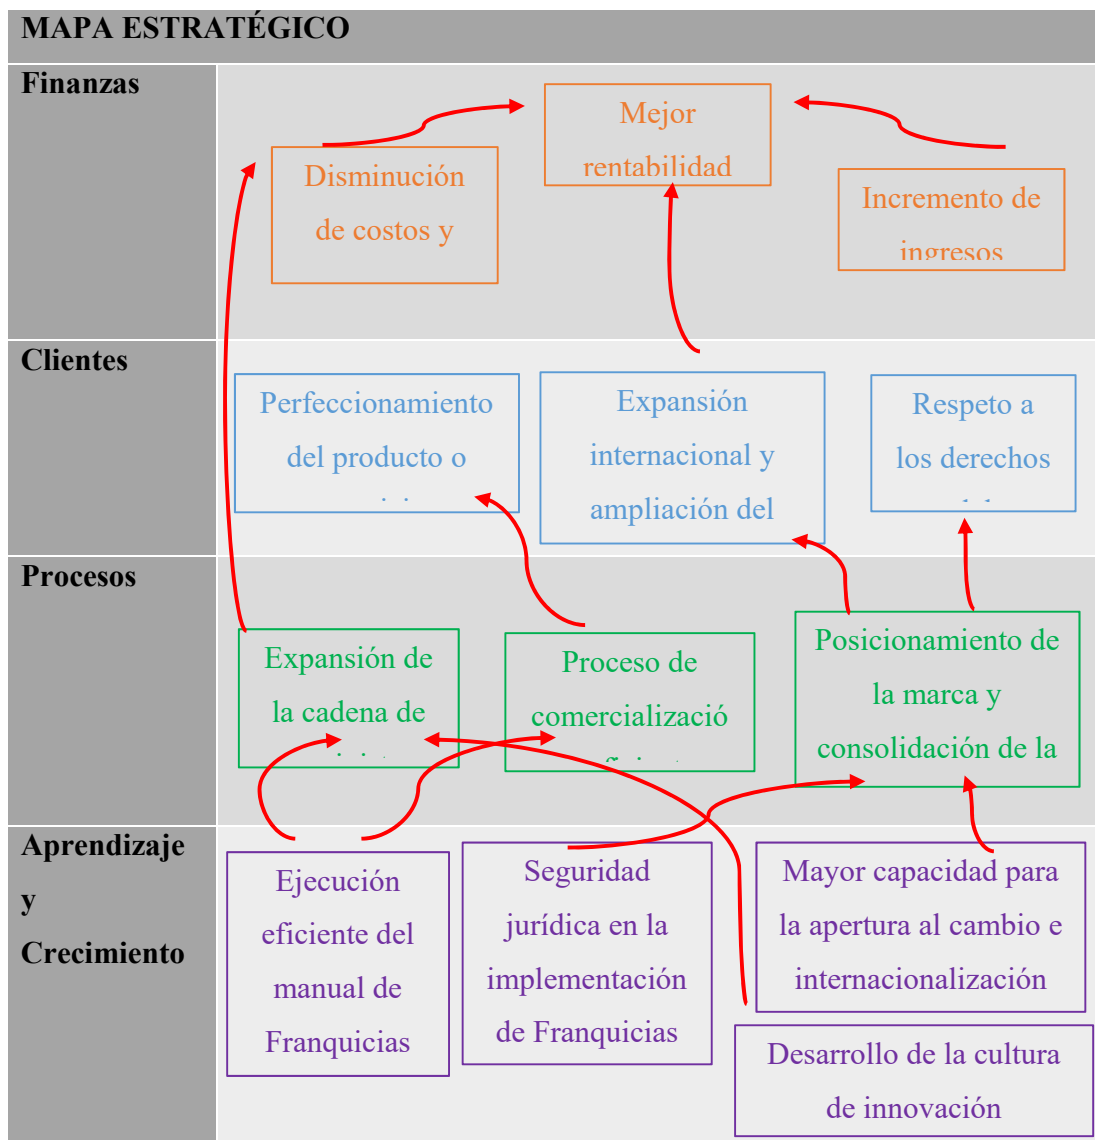 MAPA ESTRATÉGICO
Finanzas
Mejor
rentabilidad
Disminución
de costos y
Incremento de
ingresos
Clientes
Perfeccionamiento
del producto o
Expansión
internacional y
ampliación del
Respeto a
los derechos
Procesos
Expansión de
la cadena de
Proceso de
comercializació
Posicionamiento de
la marca y
consolidación de la
Aprendizaje
y
Crecimiento
Ejecución
eficiente del
manual de
Franquicias
Seguridad
jurídica en la
implementación
de Franquicias
Mayor capacidad para
la apertura al cambio e
internacionalización
Desarrollo de la cultura
de innovación